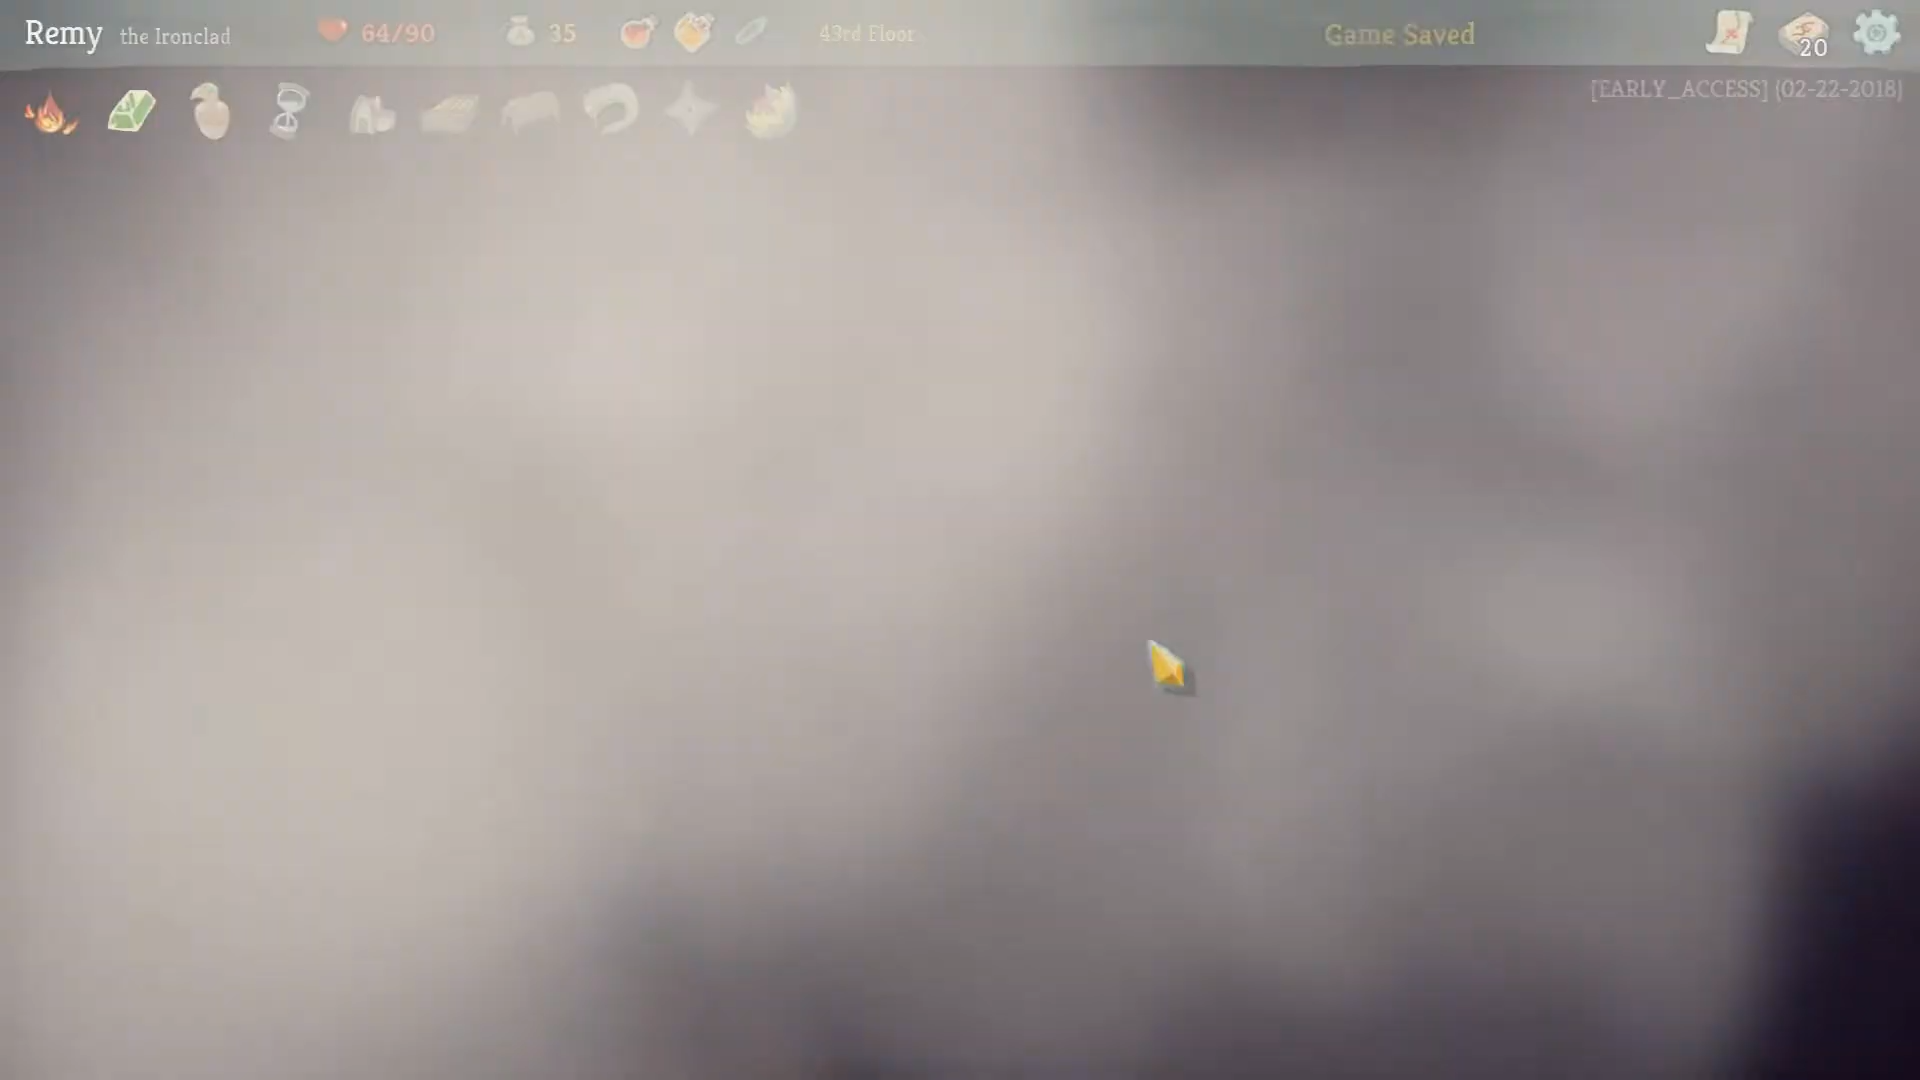 Remy the Ironclad 64/90 35 43rd Floor Game Saved 20
[EARLY_ACCESS] (02-22-2018)